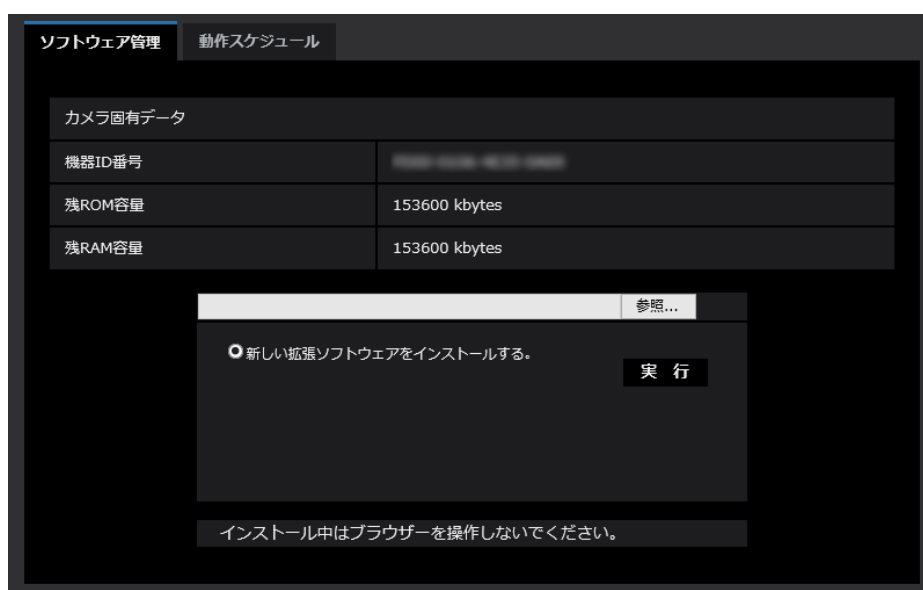 ソフトウェア管理 動作スケジュール
カメラ固有データ
機器ID番号
残ROM容量 153600 kbytes
残RAM容量 153600 kbytes
参照...
新しい拡張ソフトウェアをインストールする。
実 行
インストール中はブラウザーを操作しないでください。